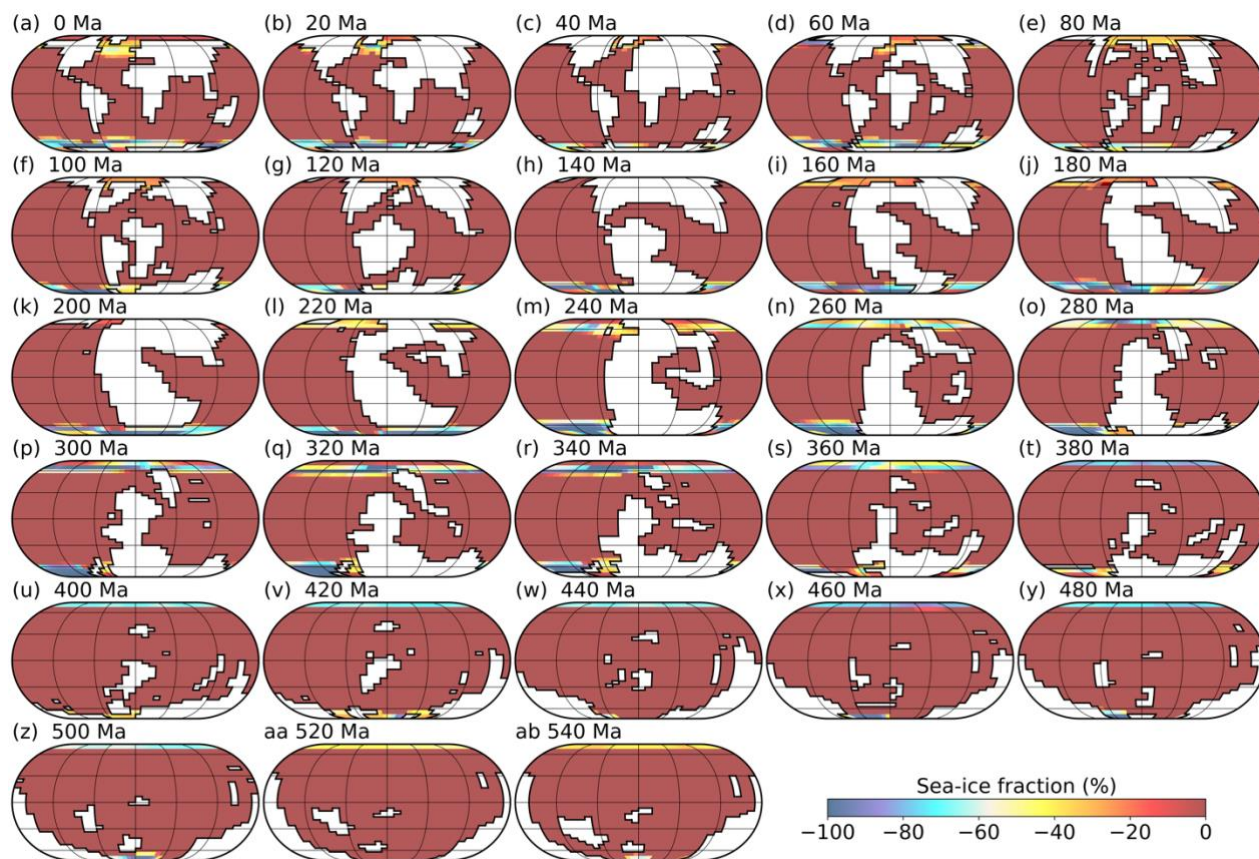 (a) 0 Ma (b) 20 Ma (c) 40 Ma (d) 60 Ma (e) 80 Ma
(f) 100 Ma (g) 120 Ma (h) 140 Ma (i) 160 Ma (j) 180 Ma
(k) 200 Ma (l) 220 Ma (m) 240 Ma (n) 260 Ma (o) 280 Ma
(p) 300 Ma (q) 320 Ma (r) 340 Ma (s) 360 Ma (t) 380 Ma
(u) 400 Ma (v) 420 Ma (w) 440 Ma (x) 460 Ma (y) 480 Ma
(z) 500 Ma aa 520 Ma ab 540 Ma
Sea-ice fraction (%)
−100 −80 −60 −40 −20 0